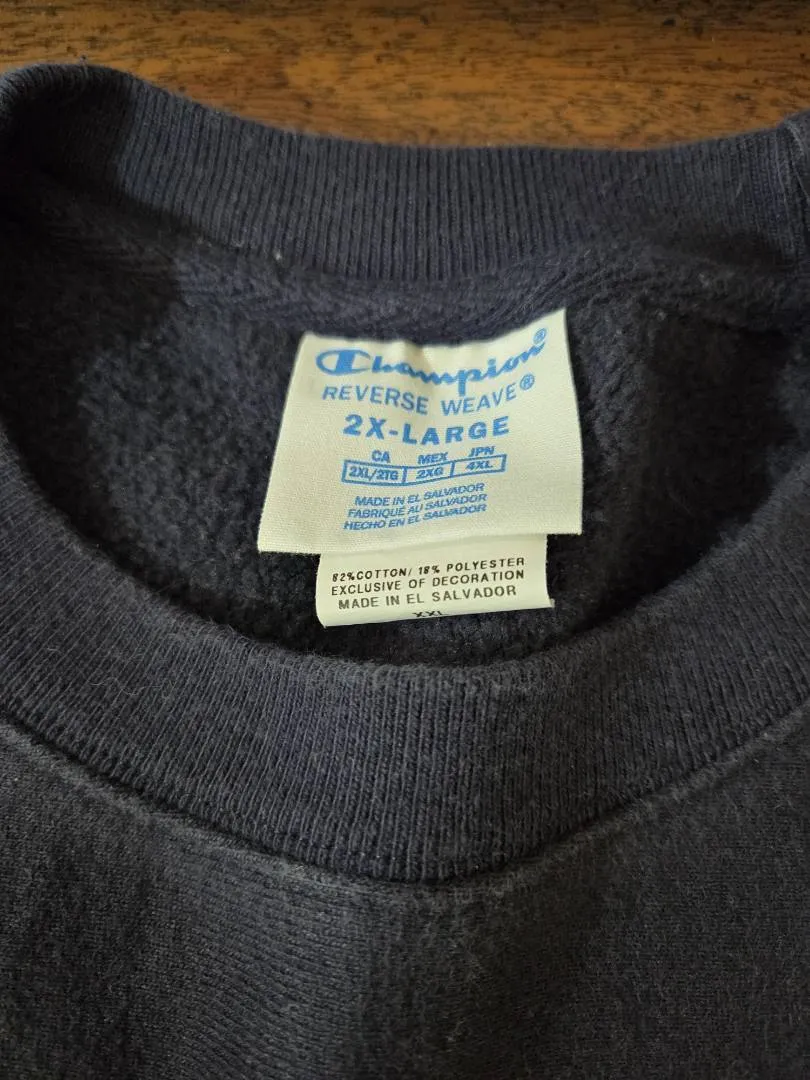 Champion®
REVERSE WEAVE®
2X-LARGE
CA MEX JPN
2XL/2TG 2XG 4XL
MADE IN EL SALVADOR
FABRIQUÉ AU SALVADOR
HECHO EN EL SALVADOR
82%COTTON/ 18% POLYESTER
EXCLUSIVE OF DECORATION
MADE IN EL SALVADOR
XXL